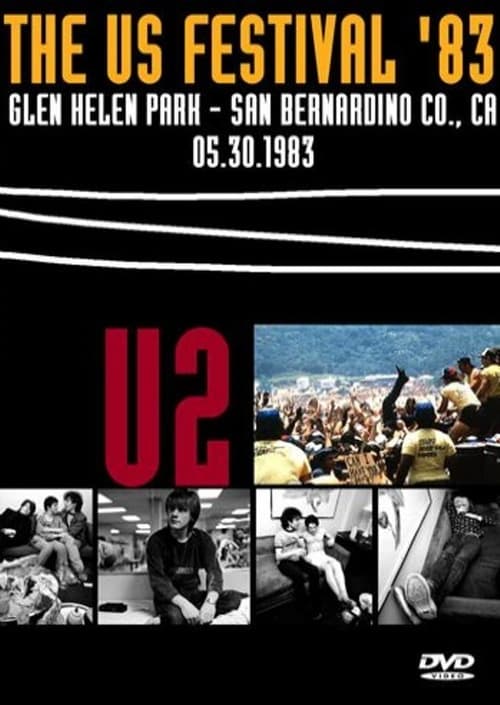 THE US FESTIVAL '83
GLEN HELEN PARK - SAN BERNARDINO CO., CA
05.30.1983
U2
DVD
VIDEO